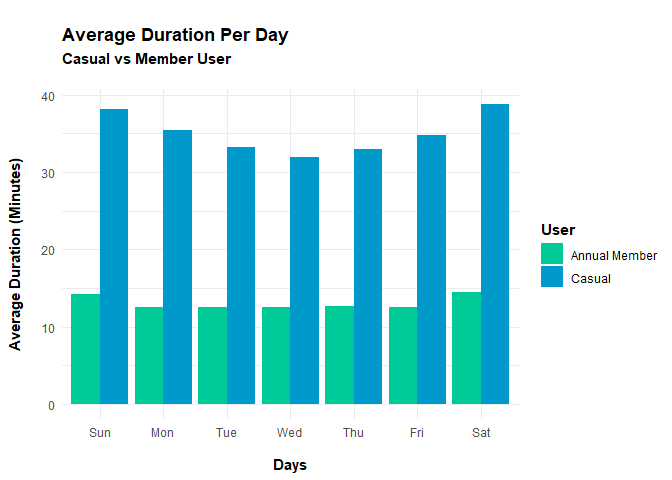 Average Duration Per Day
Casual vs Member User
Average Duration (Minutes)
40
30
20
10
0
Sun Mon Tue Wed Thu Fri Sat
Days
User
Annual Member
Casual